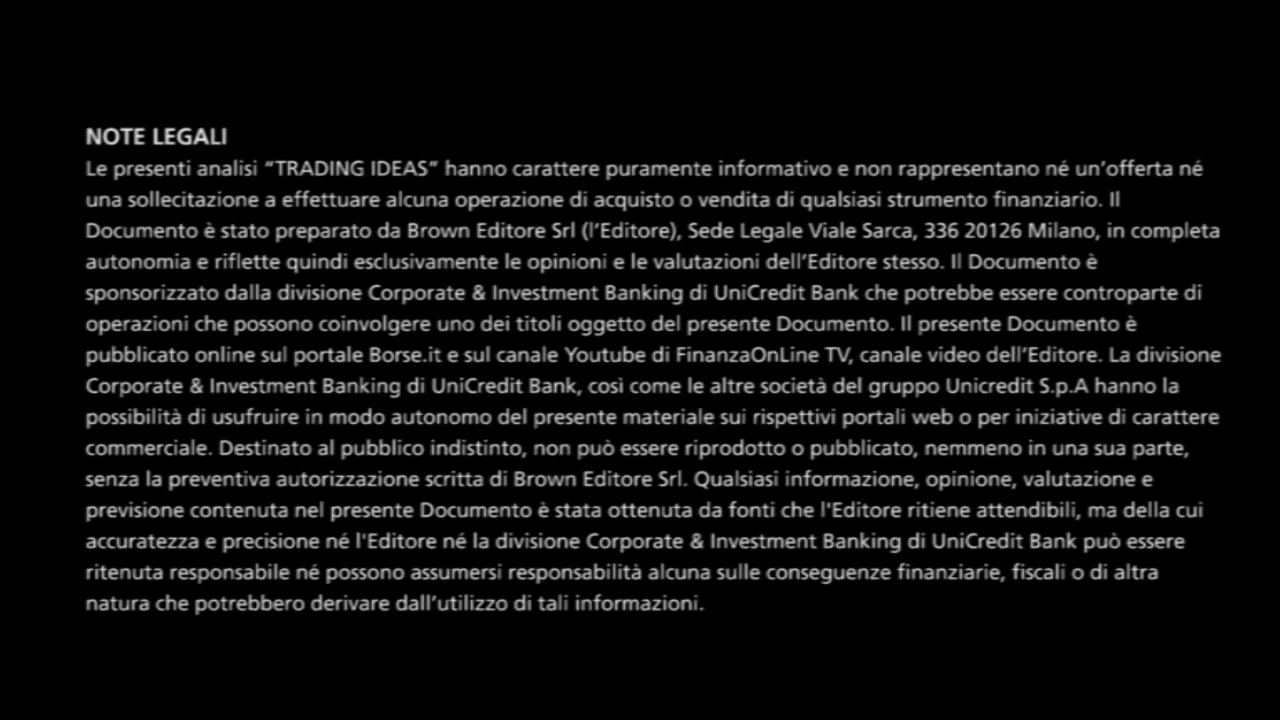 NOTE LEGALI
Le presenti analisi “TRADING IDEAS” hanno carattere puramente informativo e non rappresentano né un’offerta né
una sollecitazione a effettuare alcuna operazione di acquisto o vendita di qualsiasi strumento finanziario. Il
Documento è stato preparato da Brown Editore Srl (l’Editore), Sede Legale Viale Sarca, 336 20126 Milano, in completa
autonomia e riflette quindi esclusivamente le opinioni e le valutazioni dell’Editore stesso. Il Documento è
sponsorizzato dalla divisione Corporate & Investment Banking di UniCredit Bank che potrebbe essere controparte di
operazioni che possono coinvolgere uno dei titoli oggetto del presente Documento. Il presente Documento è
pubblicato online sul portale Borse.it e sul canale Youtube di FinanzaOnLine TV, canale video dell’Editore. La divisione
Corporate & Investment Banking di UniCredit Bank, così come le altre società del gruppo Unicredit S.p.A hanno la
possibilità di usufruire in modo autonomo del presente materiale sui rispettivi portali web o per iniziative di carattere
commerciale. Destinato al pubblico indistinto, non può essere riprodotto o pubblicato, nemmeno in una sua parte,
senza la preventiva autorizzazione scritta di Brown Editore Srl. Qualsiasi informazione, opinione, valutazione e
previsione contenuta nel presente Documento è stata ottenuta da fonti che l'Editore ritiene attendibili, ma della cui
accuratezza e precisione né l'Editore né la divisione Corporate & Investment Banking di UniCredit Bank può essere
ritenuta responsabile né possono assumersi responsabilità alcuna sulle conseguenze finanziarie, fiscali o di altra
natura che potrebbero derivare dall’utilizzo di tali informazioni.